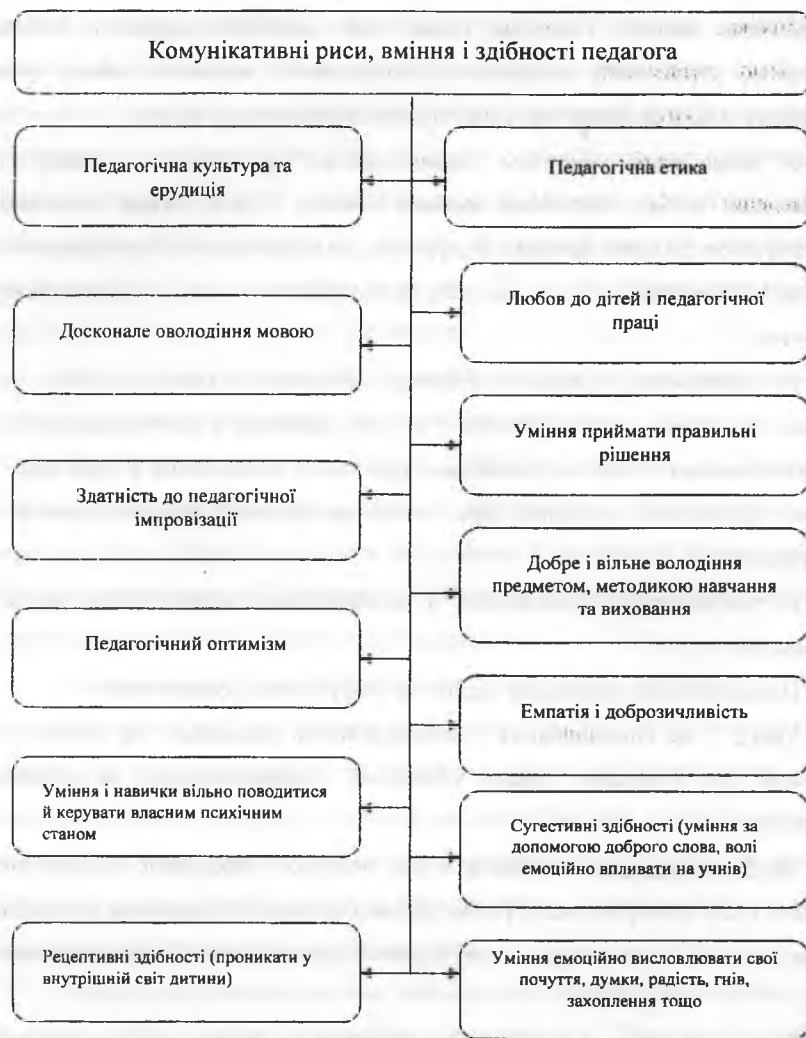 Комунікативні риси, вміння і здібності педагога
Педагогічна культура та
ерудиція
Педагогічна етика
Досконале оволодіння мовою
Любов до дітей і педагогічної
праці
Уміння приймати правильні
рішення
Здатність до педагогічної
імпровізації
Добре і вільне володіння
предметом, методикою навчання
та виховання
Педагогічний оптимізм
Емпатія і доброзичливість
Уміння і навички вільно поводитися
й керувати власним психічним
станом
Сугестивні здібності (уміння за
допомогою доброго слова, волі
емоційно впливати на учнів)
Рецептивні здібності (проникати у
внутрішній світ дитини)
Уміння емоційно висловлювати свої
почуття, думки, радість, гнів,
захоплення тощо